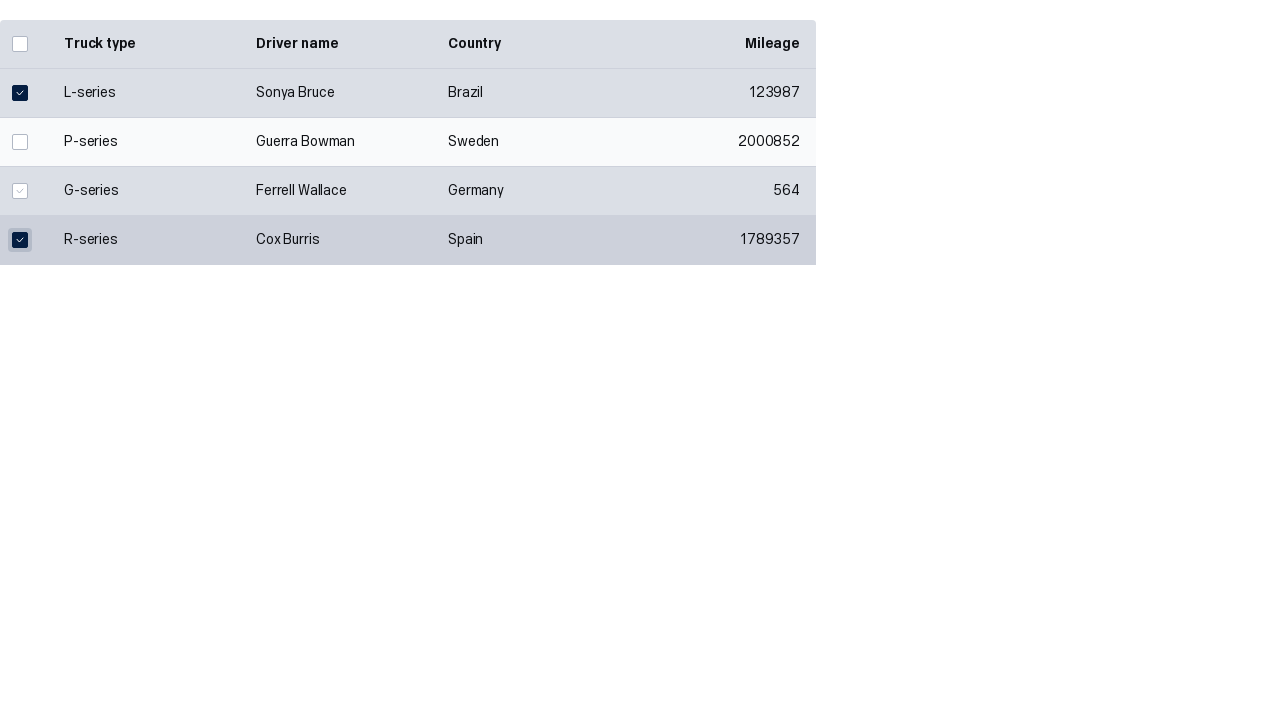 Truck type Driver name Country Mileage
L-series Sonya Bruce Brazil 123987
P-series Guerra Bowman Sweden 2000852
G-series Ferrell Wallace Germany 564
R-series Cox Burris Spain 1789357